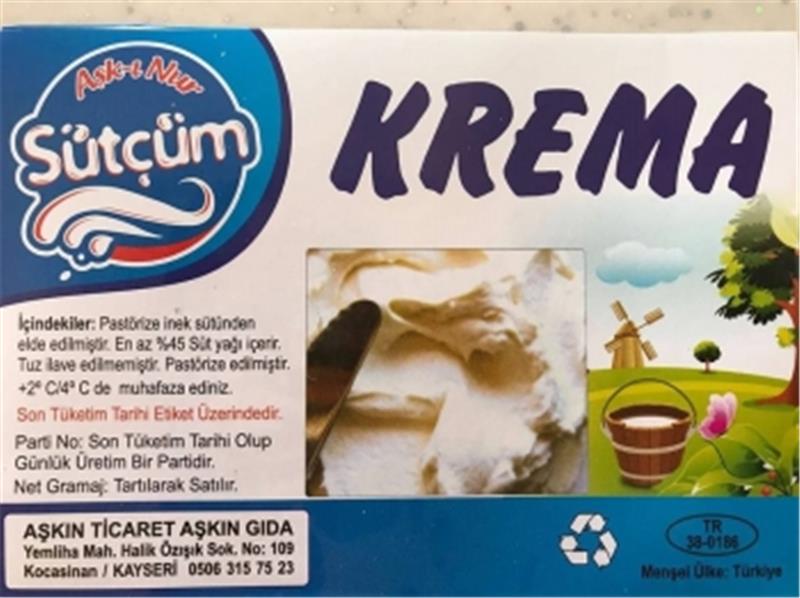 Aşk-ı Nur
Sütçüm
KREMA
İçindekiler: Pastörize inek sütünden
elde edilmiştir. En az %45 Süt yağı içerir.
Tuz ilave edilmemiştir. Pastörize edilmiştir.
+2º C/4º C de muhafaza ediniz.
Son Tüketim Tarihi Etiket Üzerindedir.
Parti No: Son Tüketim Tarihi Olup
Günlük Üretim Bir Partidir.
Net Gramaj: Tartılarak Satılır.
AŞKIN TİCARET AŞKIN GIDA
Yemliha Mah. Halik Özışık Sok. No: 109
Kocasinan / KAYSERİ 0506 315 75 23
TR
38-0186
Menşei Ülke: Türkiye